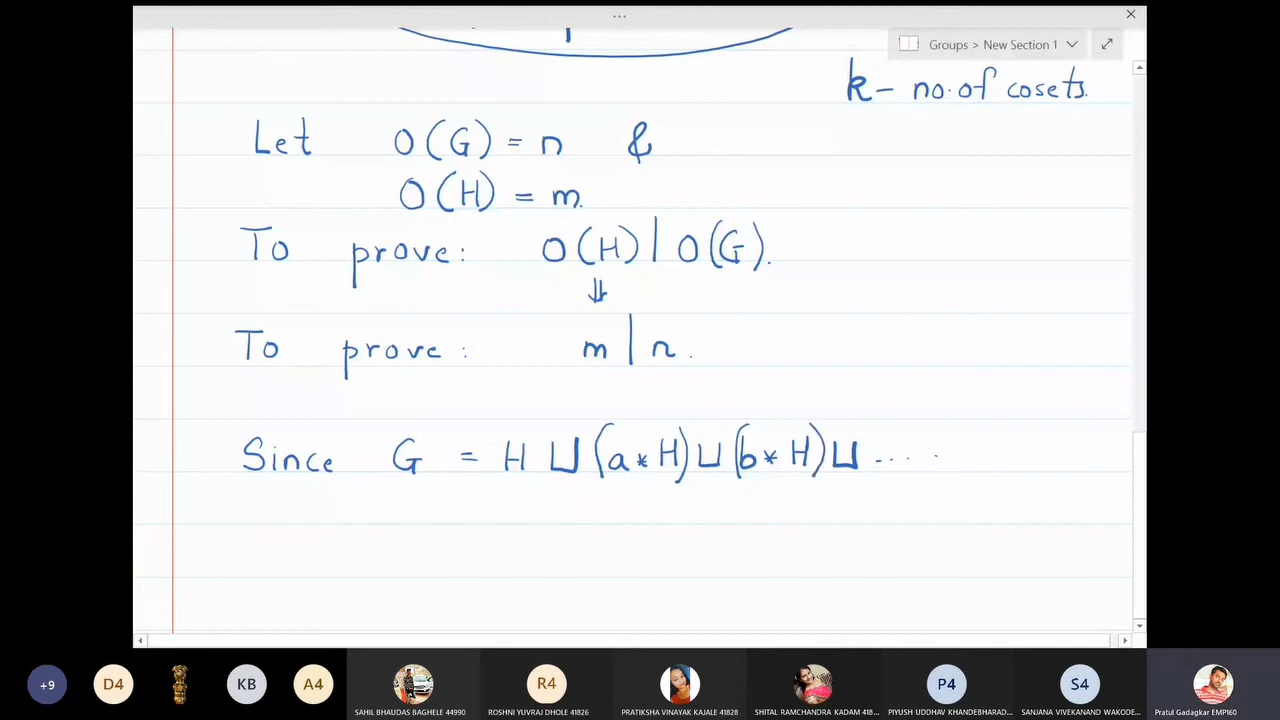 Groups > New Section 1
k - no. of cosets.
Let O(G) = n &
O(H) = m.
To prove: O(H) | O(G).
⇓
To prove: m | n.
Since G = H ⊔ (a * H) ⊔ (b * H) ⊔ .....
+9
D4
KB
A4
SAHIL BHAUDAS BAGHELE 44990
R4
ROSHNI YUVRAJ DHOLE 41826
PRATIKSHA VINAYAK KAJALE 41828
SHITAL RAMCHANDRA KADAM 418...
P4
PIYUSH UDDHAV KHANDEBHARAD...
S4
SANJANA VIVEKANAND WAKODE...
Pratul Gadagkar EMP160